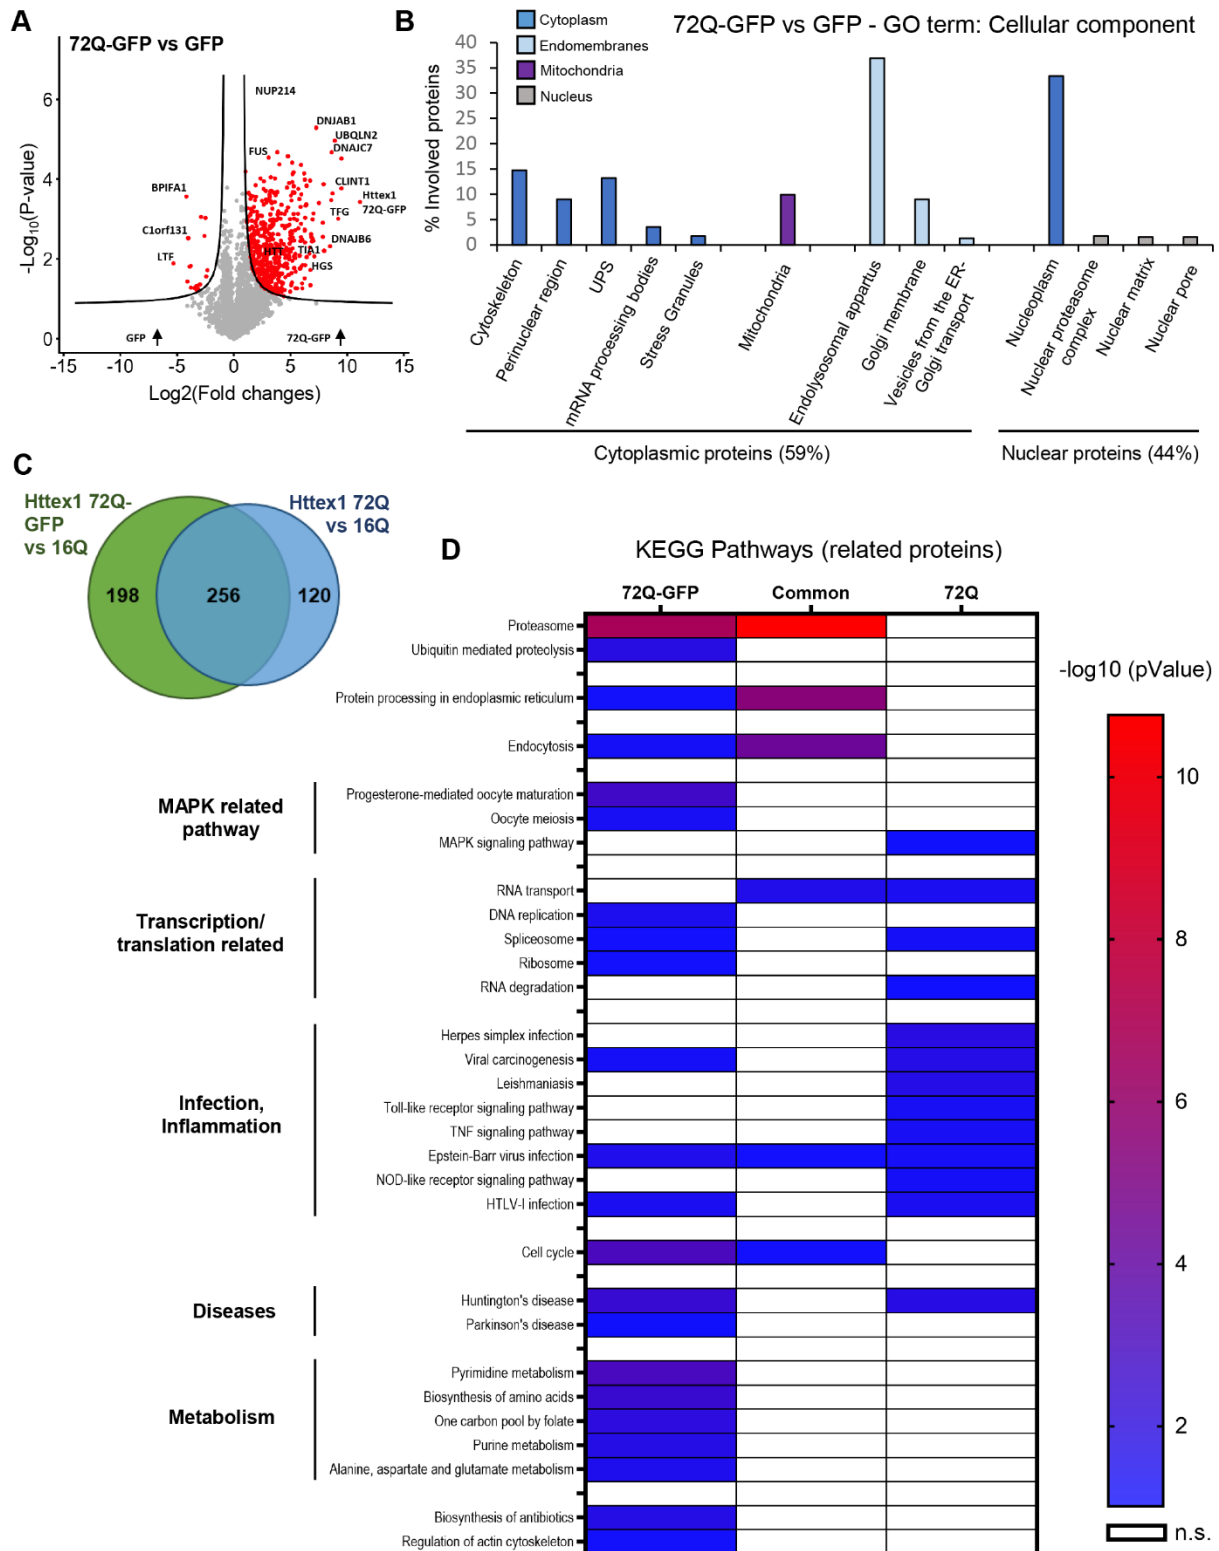 A
72Q-GFP vs GFP
-Log10(P-value)
6
4
2
0
NUP214
DNJAB1
UBQLN2
DNAJC7
FUS
BPIFA1
CLINT1
Httex1
72Q-GFP
TFG
C1orf131
DNAJB6
TIA1
HTT
LTF
HGS
GFP
72Q-GFP
-15
-10
-5
0
5
10
15
Log2(Fold changes)
B
72Q-GFP vs GFP - GO term: Cellular component
Cytoplasm
Endomembranes
Mitochondria
Nucleus
% Involved proteins
40
35
30
25
20
15
10
5
0
Cytoskeleton
Perinuclear region
UPS
mRNA processing bodies
Stress Granules
Mitochondria
Endolysosomal appartus
Golgi membrane
Vesicles from the ER-
Golgi transport
Nucleoplasm
Nuclear proteasome
complex
Nuclear matrix
Nuclear pore
Cytoplasmic proteins (59%)
Nuclear proteins (44%)
C
Httex1 72Q-
GFP
vs 16Q
Httex1 72Q
vs 16Q
198
256
120
D
KEGG Pathways (related proteins)
72Q-GFP
Common
72Q
Proteasome
Ubiquitin mediated proteolysis
Protein processing in endoplasmic reticulum
Endocytosis
MAPK related
pathway
Progesterone-mediated oocyte maturation
Oocyte meiosis
MAPK signaling pathway
Transcription/
translation related
RNA transport
DNA replication
Spliceosome
Ribosome
RNA degradation
Infection,
Inflammation
Herpes simplex infection
Viral carcinogenesis
Leishmaniasis
Toll-like receptor signaling pathway
TNF signaling pathway
Epstein-Barr virus infection
NOD-like receptor signaling pathway
HTLV-I infection
Cell cycle
Diseases
Huntington's disease
Parkinson's disease
Metabolism
Pyrimidine metabolism
Biosynthesis of amino acids
One carbon pool by folate
Purine metabolism
Alanine, aspartate and glutamate metabolism
Biosynthesis of antibiotics
Regulation of actin cytoskeleton
-log10 (pValue)
10
8
6
4
2
n.s.